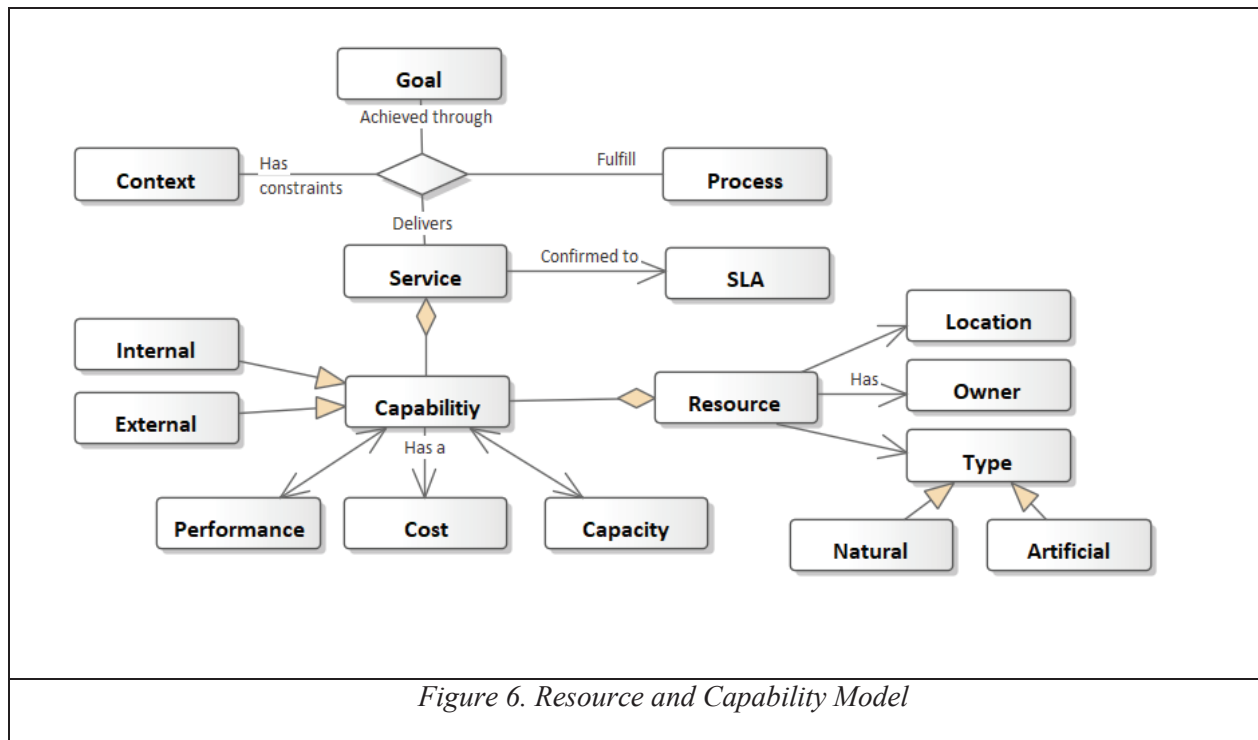 Goal
Achieved through
Context
Has
constraints
Fulfill
Process
Delivers
Service
Confirmed to
SLA
Location
Internal
Capabilitiy
Resource
Has
Owner
External
Has a
Type
Performance
Cost
Capacity
Natural
Artificial
Figure 6. Resource and Capability Model